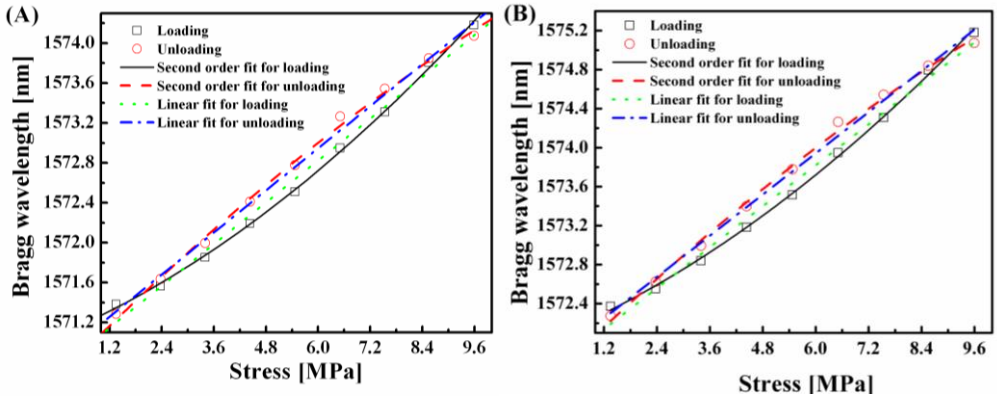 (A)
Bragg wavelength [nm]
1574.0
1573.6
1573.2
1572.8
1572.4
1572.0
1571.6
1571.2
Loading
Unloading
Second order fit for loading
Second order fit for unloading
Linear fit for loading
Linear fit for unloading
1.2 2.4 3.6 4.8 6.0 7.2 8.4 9.6
Stress [MPa]
(B)
Bragg wavelength [nm]
1575.2
1574.8
1574.4
1574.0
1573.6
1573.2
1572.8
1572.4
Loading
Unloading
Second order fit for loading
Second order fit for unloading
Linear fit for loading
Linear fit for unloading
1.2 2.4 3.6 4.8 6.0 7.2 8.4 9.6
Stress [MPa]